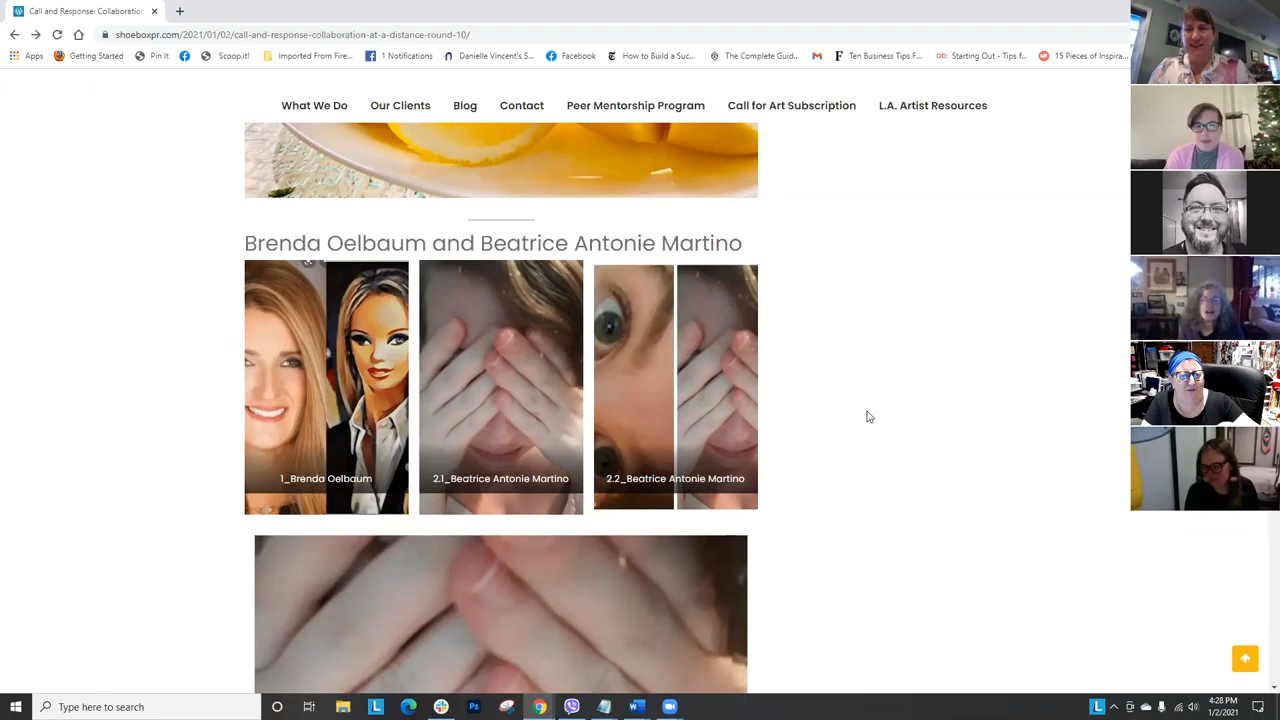 Call and Response: Collaboration
shoeboxpr.com/2021/01/02/call-and-response-collaboration-at-a-distance-round-10/
Apps Getting Started Pin It Scoop.it! Imported From Fire... 1 Notifications Danielle Vincent's S... Facebook How to Build a Suc... The Complete Guid... Ten Business Tips F... Starting Out - Tips f... 15 Pieces of Inspira...
What We Do Our Clients Blog Contact Peer Mentorship Program Call for Art Subscription L.A. Artist Resources
Brenda Oelbaum and Beatrice Antonie Martino
1_Brenda Oelbaum 2.1_Beatrice Antonie Martino 2.2_Beatrice Antonie Martino
Type here to search
4:28 PM
1/2/2021